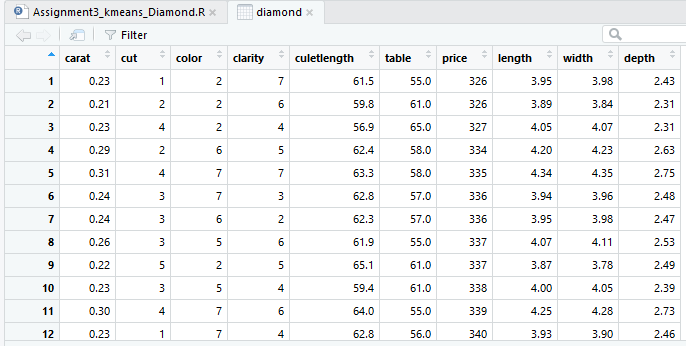 Assignment3_kmeans_Diamond.R × diamond ×
Filter
carat cut color clarity culetlength table price length width depth
1 0.23 1 2 7 61.5 55.0 326 3.95 3.98 2.43
2 0.21 2 2 6 59.8 61.0 326 3.89 3.84 2.31
3 0.23 4 2 4 56.9 65.0 327 4.05 4.07 2.31
4 0.29 2 6 5 62.4 58.0 334 4.20 4.23 2.63
5 0.31 4 7 7 63.3 58.0 335 4.34 4.35 2.75
6 0.24 3 7 3 62.8 57.0 336 3.94 3.96 2.48
7 0.24 3 6 2 62.3 57.0 336 3.95 3.98 2.47
8 0.26 3 5 6 61.9 55.0 337 4.07 4.11 2.53
9 0.22 5 2 5 65.1 61.0 337 3.87 3.78 2.49
10 0.23 3 5 4 59.4 61.0 338 4.00 4.05 2.39
11 0.30 4 7 6 64.0 55.0 339 4.25 4.28 2.73
12 0.23 1 7 4 62.8 56.0 340 3.93 3.90 2.46